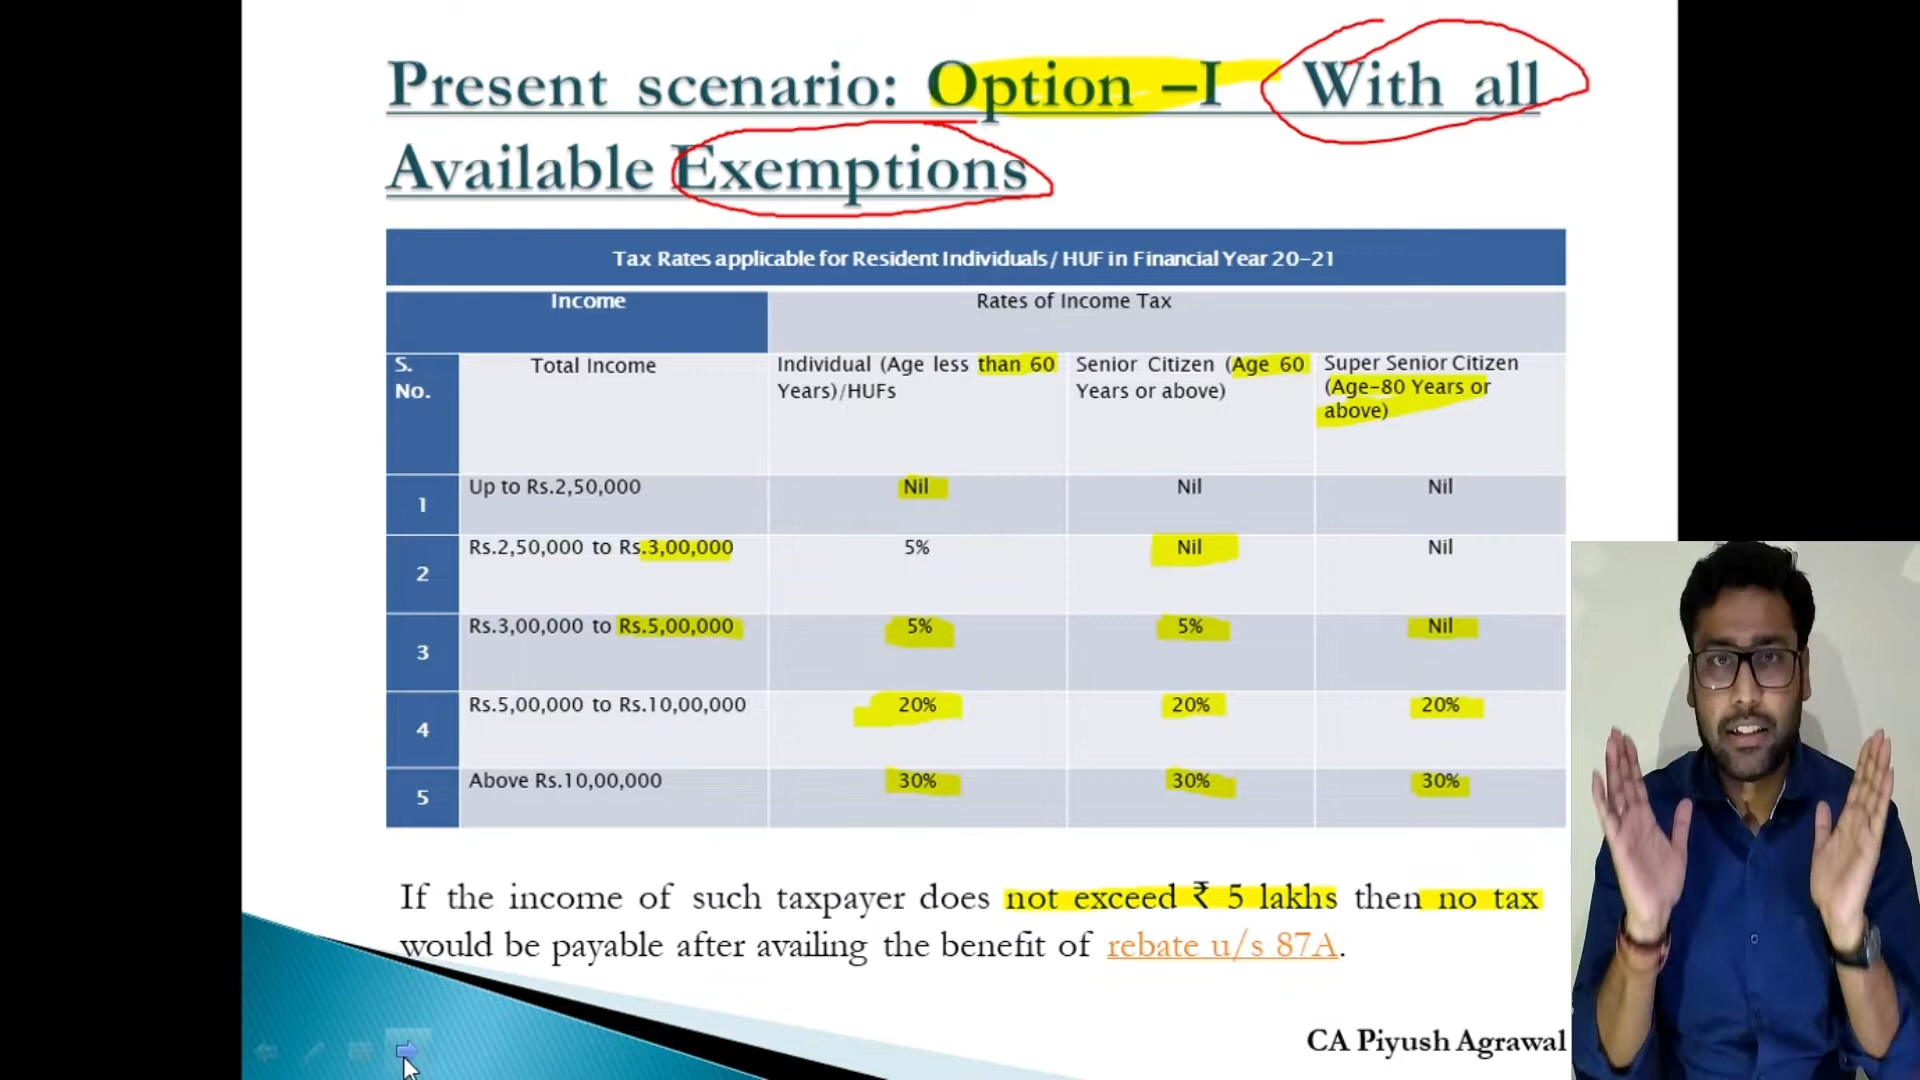 Present scenario: Option –I With all
Available Exemptions
Tax Rates applicable for Resident Individuals/ HUF in Financial Year 20–21
Income
Rates of Income Tax
S.
No.
Total Income
Individual (Age less than 60
Years)/HUFs
Senior Citizen (Age 60
Years or above)
Super Senior Citizen
(Age–80 Years or
above)
1
Up to Rs.2,50,000
Nil
Nil
Nil
2
Rs.2,50,000 to Rs.3,00,000
5%
Nil
Nil
3
Rs.3,00,000 to Rs.5,00,000
5%
5%
Nil
4
Rs.5,00,000 to Rs.10,00,000
20%
20%
20%
5
Above Rs.10,00,000
30%
30%
30%
If the income of such taxpayer does not exceed ₹ 5 lakhs then no tax
would be payable after availing the benefit of rebate u/s 87A.
CA Piyush Agrawal